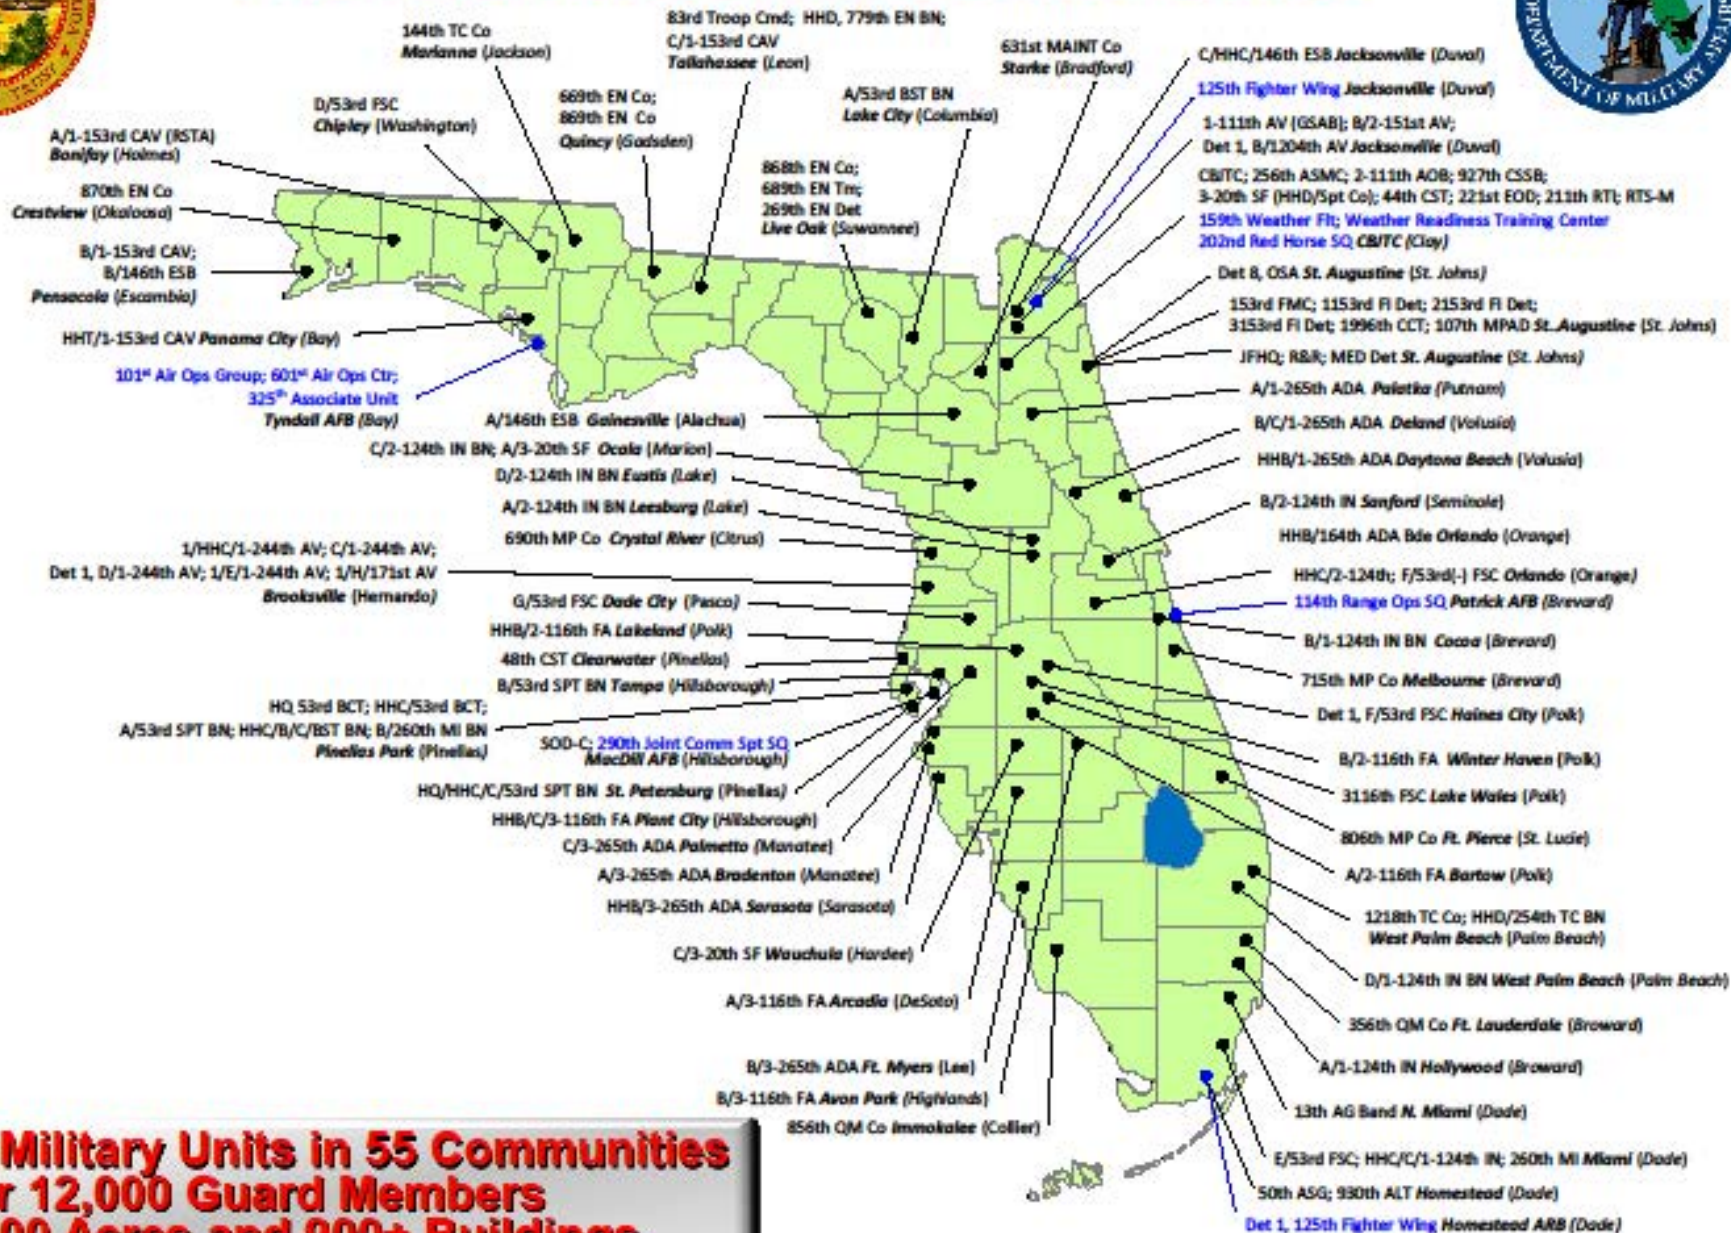 TRUST
DEPARTMENT OF MILITARY AFFAIRS
144th TC Co
Marianna (Jackson)
83rd Troop Cmd; HHD, 779th EN BN;
C/1-153rd CAV
Tallahassee (Leon)
631st MAINT Co
Starke (Bradford)
C/HHC/146th ESB Jacksonville (Duval)
125th Fighter Wing Jacksonville (Duval)
1-111th AV (GSAB); B/2-151st AV;
Det 1, B/1204th AV Jacksonville (Duval)
CBJTC; 256th ASMC; 2-111th AOB; 927th CSSB;
3-20th SF (HHD/Spt Co); 44th CST; 221st EOD; 211th RTI; RTS-M
159th Weather Flt; Weather Readiness Training Center
202nd Red Horse SQ CBJTC (Clay)
D/53rd FSC
Chipley (Washington)
669th EN Co;
869th EN Co
Quincy (Gadsden)
A/53rd BST BN
Lake City (Columbia)
A/1-153rd CAV (RSTA)
Bonifay (Holmes)
868th EN Co;
689th EN Tm;
269th EN Det
Live Oak (Suwannee)
870th EN Co
Crestview (Okaloosa)
B/1-153rd CAV;
B/146th ESB
Pensacola (Escambia)
HHT/1-153rd CAV Panama City (Bay)
101st Air Ops Group; 601st Air Ops Ctr;
325th Associate Unit
Tyndall AFB (Bay)
Det 8, OSA St. Augustine (St. Johns)
153rd FMC; 1153rd FI Det; 2153rd FI Det;
3153rd FI Det; 1996th CCT; 107th MPAD St. Augustine (St. Johns)
JFHQ; R&R; MED Det St. Augustine (St. Johns)
A/1-265th ADA Palatka (Putnam)
B/C/1-265th ADA Deland (Volusia)
HHB/1-265th ADA Daytona Beach (Volusia)
B/2-124th IN Sanford (Seminole)
HHB/164th ADA Bde Orlando (Orange)
HHC/2-124th; F/53rd(-) FSC Orlando (Orange)
114th Range Ops SQ Patrick AFB (Brevard)
B/1-124th IN BN Cocoa (Brevard)
715th MP Co Melbourne (Brevard)
Det 1, F/53rd FSC Haines City (Polk)
B/2-116th FA Winter Haven (Polk)
3116th FSC Lake Wales (Polk)
806th MP Co Ft. Pierce (St. Lucie)
A/2-116th FA Bartow (Polk)
1218th TC Co; HHD/254th TC BN
West Palm Beach (Palm Beach)
D/1-124th IN BN West Palm Beach (Palm Beach)
356th QM Co Ft. Lauderdale (Broward)
A/1-124th IN Hollywood (Broward)
13th AG Band N. Miami (Dade)
E/53rd FSC; HHC/C/1-124th IN; 260th MI Miami (Dade)
50th ASG; 930th ALT Homestead (Dade)
Det 1, 125th Fighter Wing Homestead ARB (Dade)
A/146th ESB Gainesville (Alachua)
C/2-124th IN BN; A/3-20th SF Ocala (Marion)
D/2-124th IN BN Eustis (Lake)
A/2-124th IN BN Leesburg (Lake)
690th MP Co Crystal River (Citrus)
1/HHC/1-244th AV; C/1-244th AV;
Det 1, D/1-244th AV; 1/E/1-244th AV; 1/H/171st AV
Brooksville (Hernando)
G/53rd FSC Dade City (Pasco)
HHB/2-116th FA Lakeland (Polk)
48th CST Clearwater (Pinellas)
B/53rd SPT BN Tampa (Hillsborough)
HQ 53rd BCT; HHC/53rd BCT;
A/53rd SPT BN; HHC/B/C/BST BN; B/260th MI BN
Pinellas Park (Pinellas)
SOD-C; 290th Joint Comm Spt SQ
MacDill AFB (Hillsborough)
HQ/HHC/C/53rd SPT BN St. Petersburg (Pinellas)
HHB/C/3-116th FA Plant City (Hillsborough)
C/3-265th ADA Palmetto (Manatee)
A/3-265th ADA Bradenton (Manatee)
HHB/3-265th ADA Sarasota (Sarasota)
C/3-20th SF Wauchula (Hardee)
A/3-116th FA Arcadia (DeSoto)
B/3-265th ADA Ft. Myers (Lee)
B/3-116th FA Avon Park (Highlands)
856th QM Co Immokalee (Collier)
Military Units in 55 Communities
r 12,000 Guard Members
Acres and 900+ Buildings